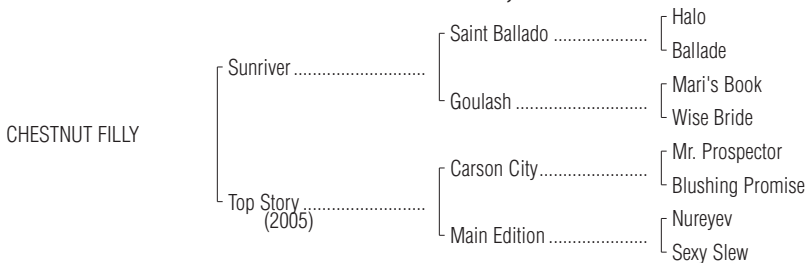 Halo
Saint Ballado ....................
Ballade
Sunriver ............................
Mari's Book
Goulash ............................
Wise Bride
CHESTNUT FILLY
Mr. Prospector
Carson City.......................
Blushing Promise
Top Story ..........................
(2005)
Nureyev
Main Edition .....................
Sexy Slew